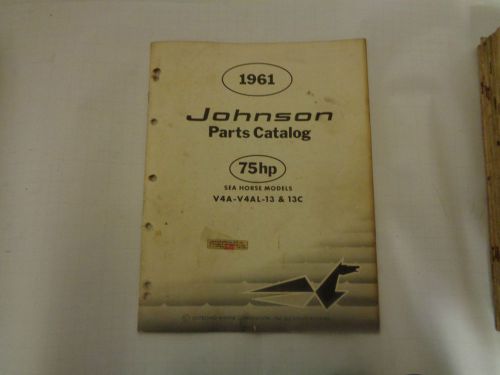 1961
Johnson
Parts Catalog
75hp
SEA HORSE MODELS
V4A-V4AL-13 & 13C